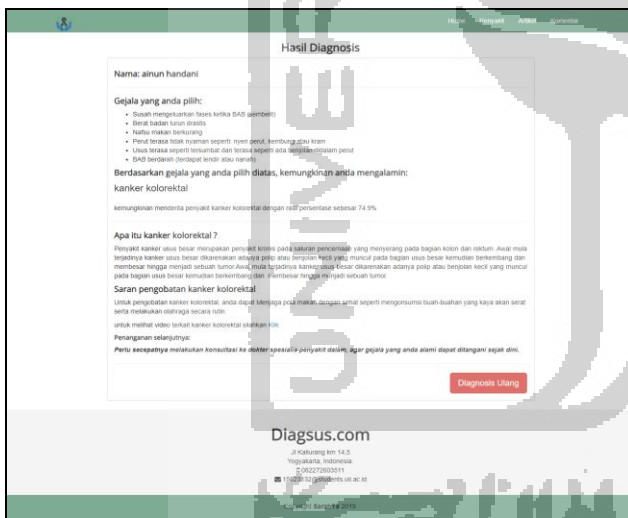 Home Penyakit Artikel Komentar
Hasil Diagnosis
Nama: ainun handani
Gejala yang anda pilih:
• Susah mengeluarkan fases ketika BAB (sembelit)
• Berat badan turun drastis
• Nafsu makan berkurang
• Perut terasa tidak nyaman seperti: nyeri perut, kembung atau kram
• Usus terasa seperti tersumbat dan terasa seperti ada benjolan didalam perut
• BAB berdarah (terdapat lendir atau nanah)
Berdasarkan gejala yang anda pilih diatas, kemungkinan anda mengalamin:
kanker kolorektal
kemungkinan menderita penyakit kanker kolorektal dengan nilai persentase sebesar 74.9%
Apa itu kanker kolorektal ?
Penyakit kanker usus besar merupakan penyakit kronis pada saluran pencernaan yang menyerang pada bagian kolon dan rektum. Awal mula
terjadinya kanker usus besar dikarenakan adanya polip atau benjolan kecil yang muncul pada bagian usus besar kemudian berkembang dan
membesar hingga menjadi sebuah tumor.Awal mula terjadinya kanker usus besar dikarenakan adanya polip atau benjolan kecil yang muncul
pada bagian usus besar kemudian berkembang dan membesar hingga menjadi sebuah tumor
Saran pengobatan kanker kolorektal
Untuk pengobatan kanker kolorektal, anda dapat Menjaga pola makan dengan sehat seperti mengonsumsi buah-buahan yang kaya akan serat
serta melakukan olahraga secara rutin
untuk melihat video terkait kanker kolorektal silahkan Klik
Penanganan selanjutnya:
Perlu secepatnya melakukan konsultasi ke dokter spesialis penyakit dalam, agar gejala yang anda alami dapat ditangani sejak dini.
Diagnosis Ulang
Diagsus.com
Jl Kaliurang km 14,5
Yogyakarta, Indonesia.
082272603511
@students.uii.ac.id
2019